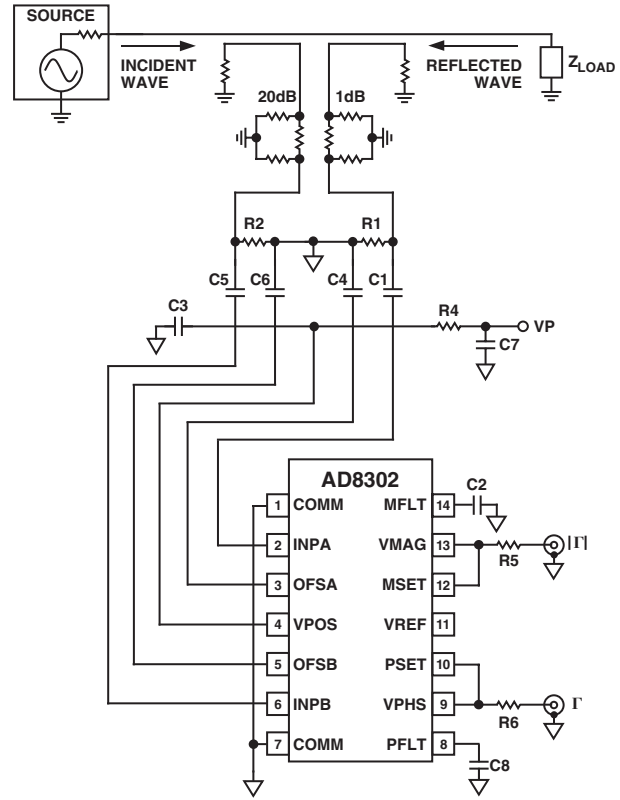 SOURCE
INCIDENT
WAVE
REFLECTED
WAVE
Z_LOAD
20dB
1dB
R2
R1
C5
C6
C4
C1
C3
R4
VP
C7
AD8302
1 COMM
MFLT 14
C2
2 INPA
VMAG 13
R5
|Γ|
3 OFSA
MSET 12
4 VPOS
VREF 11
5 OFSB
PSET 10
6 INPB
VPHS 9
R6
Γ
7 COMM
PFLT 8
C8